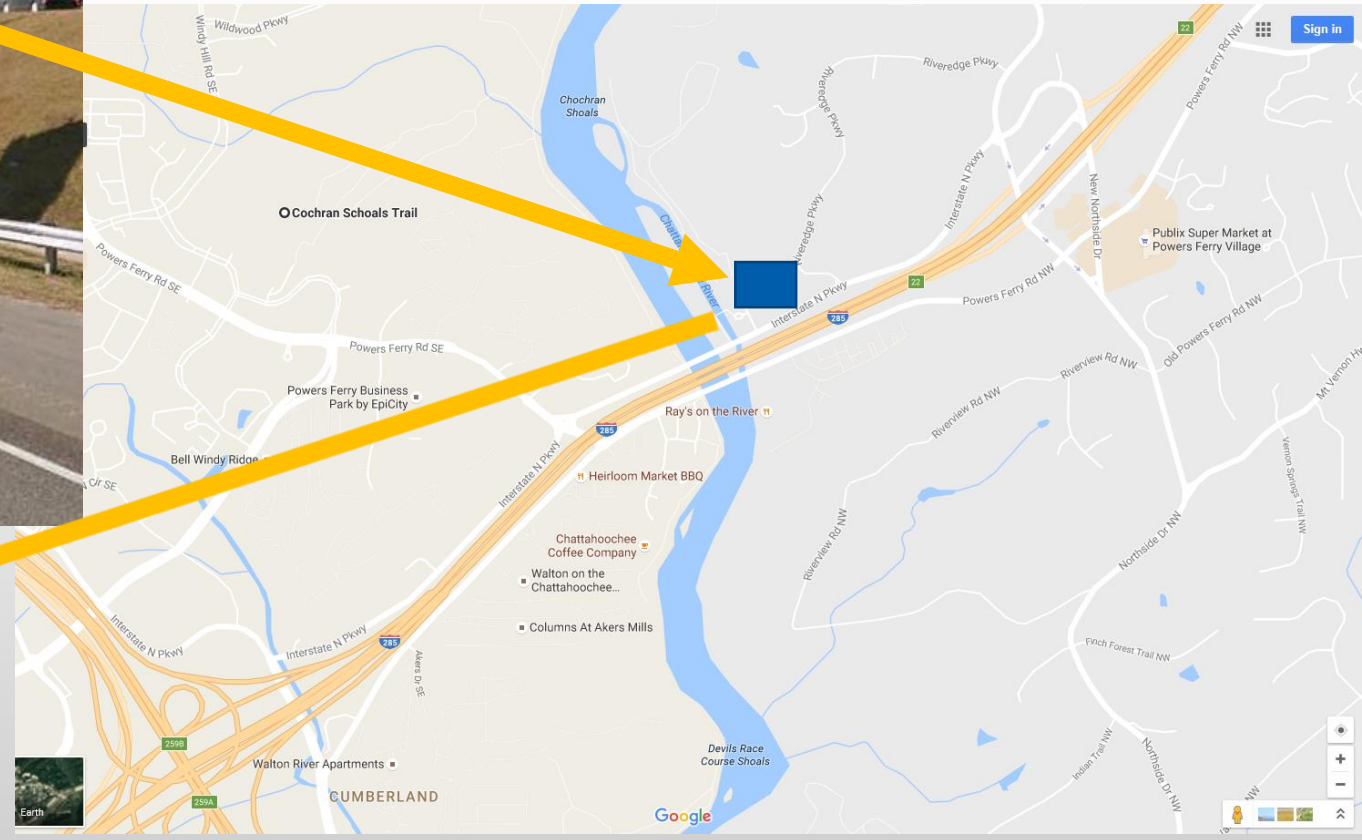 Wildwood Pkwy
Windy Hill Rd SE
22
Powers Ferry Rd NW
Sign in
Riveredge Pkwy
Riveredge Pkwy
Chochran
Shoals
Interstate N Pkwy
New Northside Dr
Cochran Schoals Trail
Publix Super Market at
Powers Ferry Village
Powers Ferry Rd SE
River
Riveredge Pkwy
22
Interstate N Pkwy
285
Powers Ferry Rd NW
Old Powers Ferry Rd NW
Powers Ferry Rd SE
Riverview Rd NW
Powers Ferry Business
Park by EpiCity
Riverview Rd NW
Ray's on the River
285
Bell Windy Ridge
Interstate N Pkwy
Heirloom Market BBQ
Vernon Springs Trail NW
Cir SE
Chattahoochee
Coffee Company
Riverview Rd NW
Northside Dr NW
Walton on the
Chattahoochee...
Columns At Akers Mills
Interstate N Pkwy
Interstate N Pkwy
285
Akers Dr SE
Finch Forest Trail NW
259B
Devils Race
Course Shoals
Indian Trail NW
Northside Dr NW
Walton River Apartments
CUMBERLAND
259A
Earth
Google